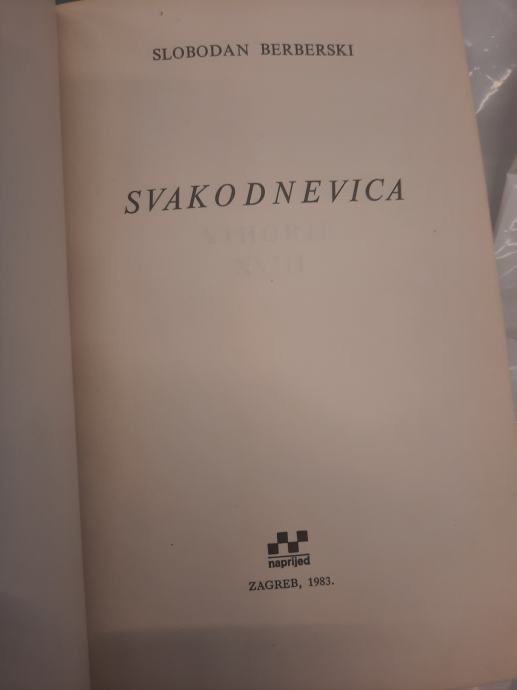 SLOBODAN BERBERSKI
SVAKODNEVICA
naprijed
ZAGREB, 1983.